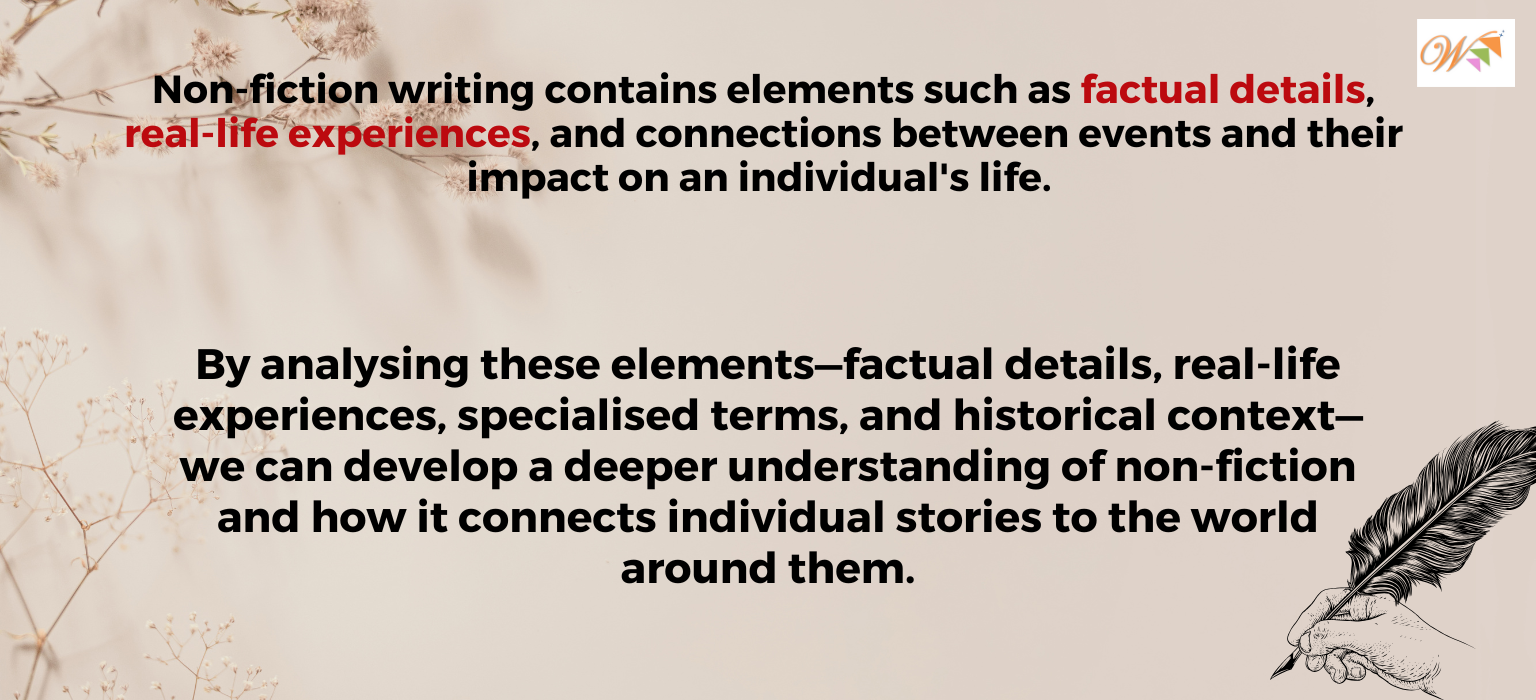 W
Non-fiction writing contains elements such as factual details,
real-life experiences, and connections between events and their
impact on an individual's life.
By analysing these elements—factual details, real-life
experiences, specialised terms, and historical context—
we can develop a deeper understanding of non-fiction
and how it connects individual stories to the world
around them.